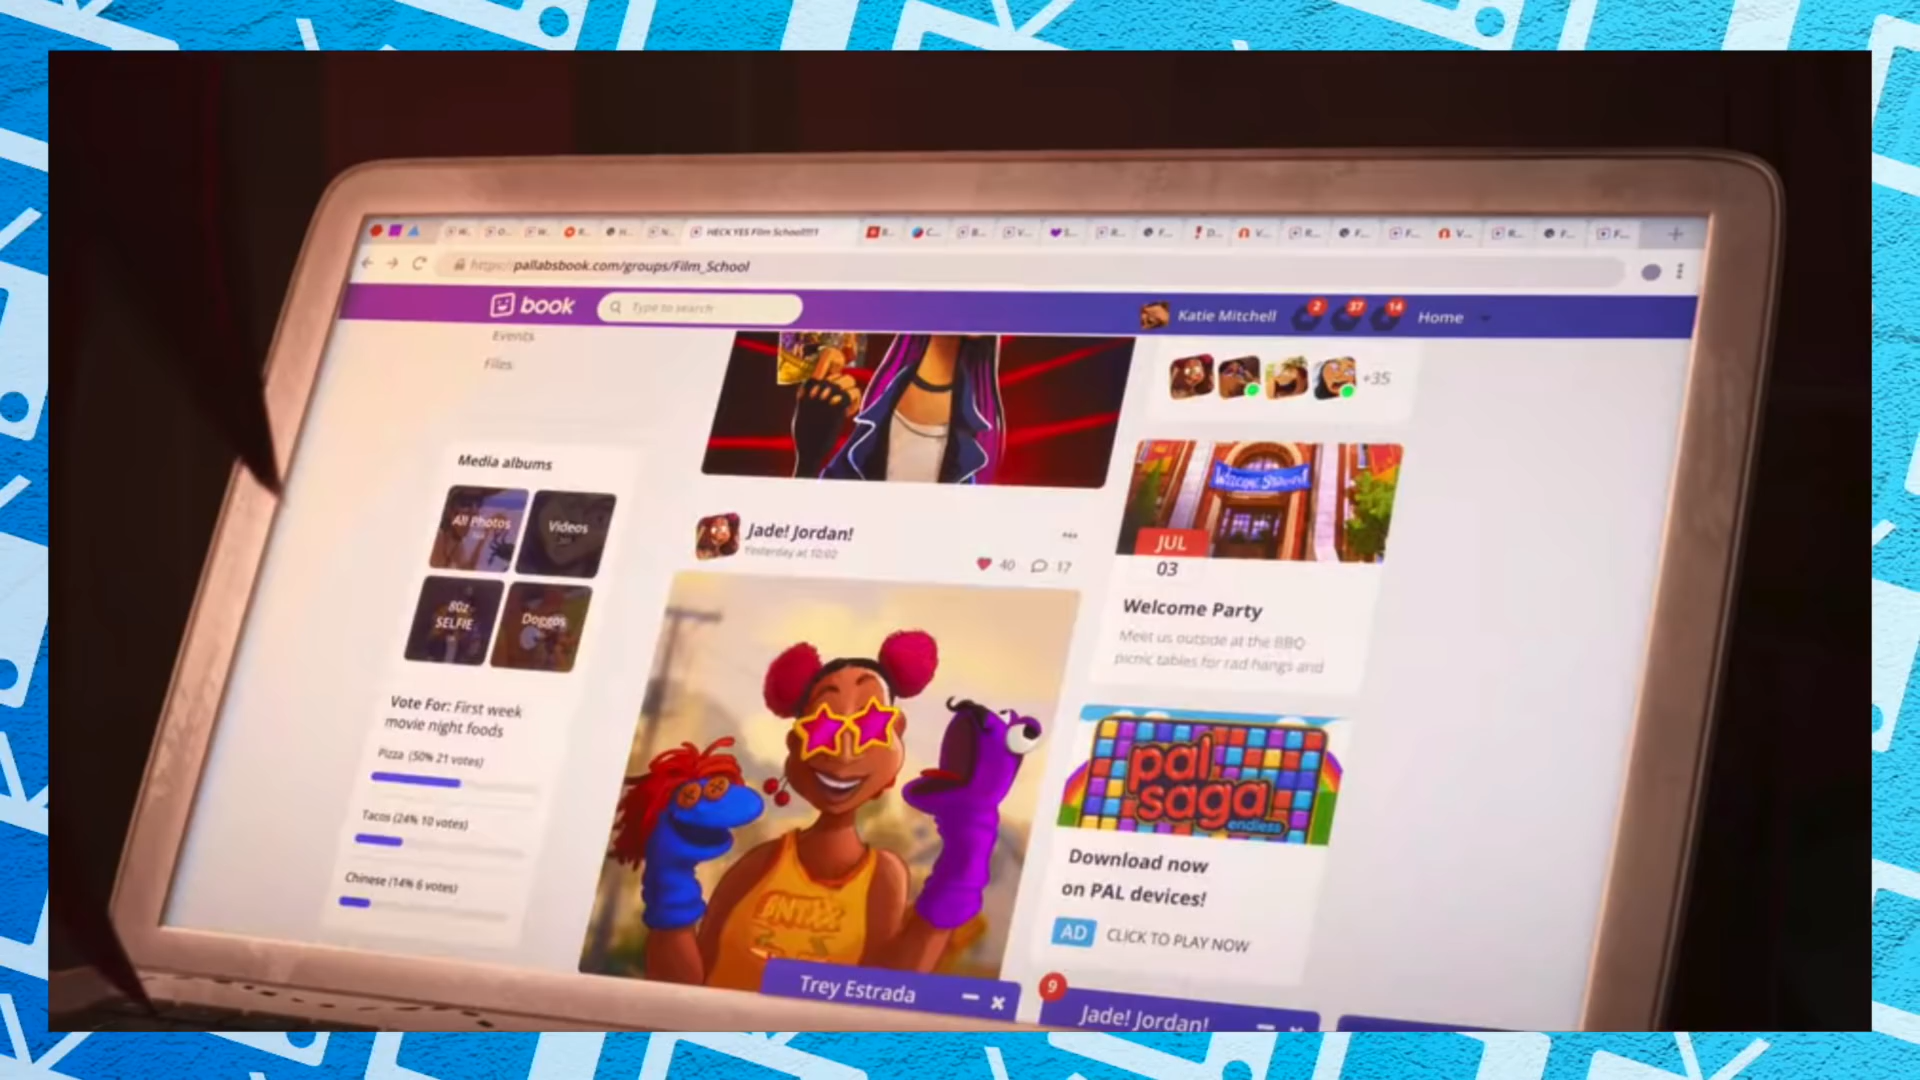 HECK YES Film School!!!!1
https://pallabsbook.com/groups/Film_School
book
Type to search
Katie Mitchell
2
37
14
Home
Events
Files
+35
Media albums
All Photos
Videos
80z
SELFIE
Doggos
Jade! Jordan!
Yesterday at 10:02
40
17
JUL
03
Welcome Party
Meet us outside at the BBQ
picnic tables for rad hangs and
Vote For: First week
movie night foods
Pizza (50% 21 votes)
Tacos (24% 10 votes)
Chinese (14% 6 votes)
pal
saga
endless
Download now
on PAL devices!
AD
CLICK TO PLAY NOW
Trey Estrada
9
Jade! Jordan!